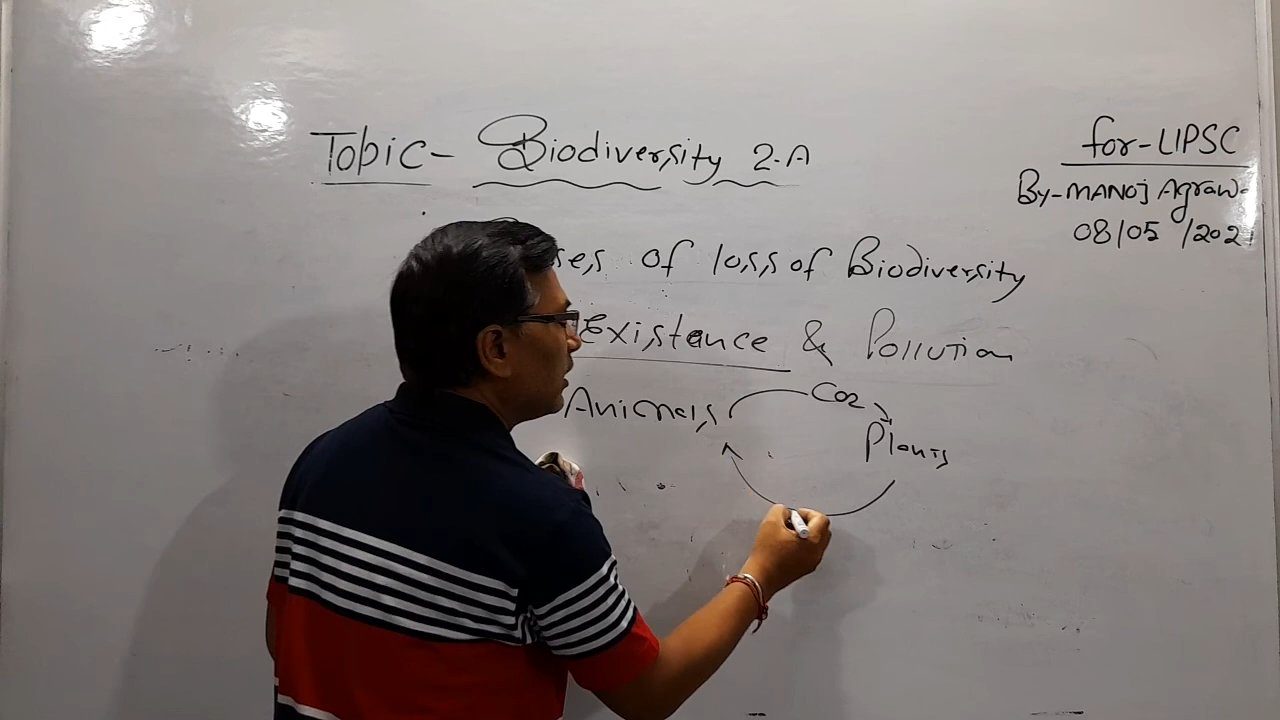 Topic- Biodiversity 2.A
for-UPSC
By-MANOJ Agraw
08/05/202
ses of loss of Biodiversity
Existance & Pollution
Animals CO2
Plants